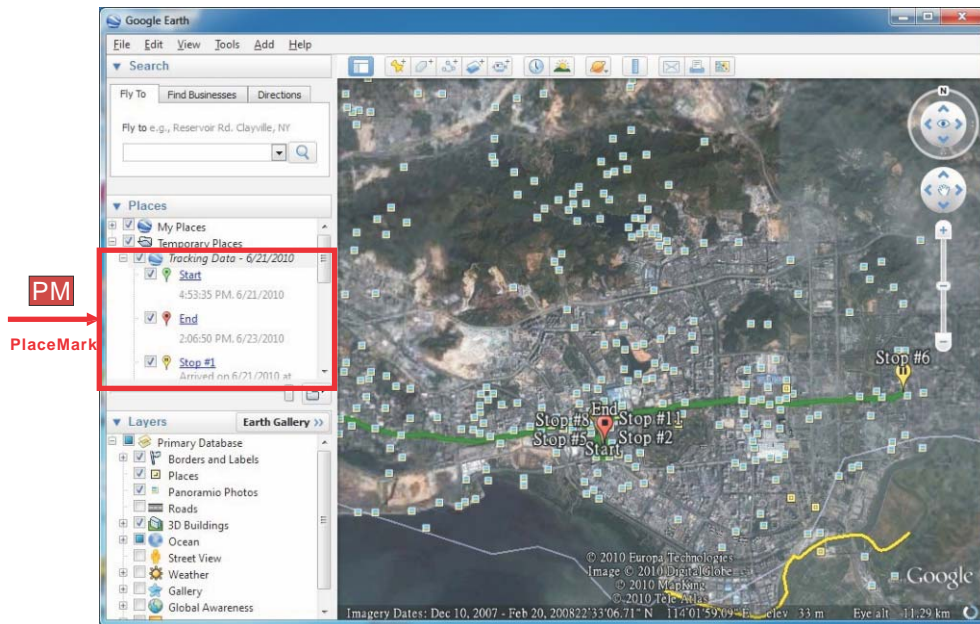 Google Earth
File Edit View Tools Add Help
Search
Fly To Find Businesses Directions
Fly to e.g., Reservoir Rd. Clayville, NY
Places
My Places
Temporary Places
Tracking Data - 6/21/2010
Start
4:53:35 PM, 6/21/2010
End
2:06:50 PM, 6/23/2010
Stop #1
Arrived on 6/21/2010 at
PM
PlaceMark
Layers Earth Gallery >>
Primary Database
Borders and Labels
Places
Panoramio Photos
Roads
3D Buildings
Ocean
Street View
Weather
Gallery
Global Awareness
N
Stop #6
Stop #8 End Stop #11
Stop #5 Stop #2
Start
© 2010 Europa Technologies
Image © 2010 DigitalGlobe
© 2010 MapKing
© 2010 Tele Atlas
Google
Imagery Dates: Dec 10, 2007 - Feb 20, 2008 22°33'06.71" N 114°01'59.09" E elev 33 m Eye alt 11.29 km